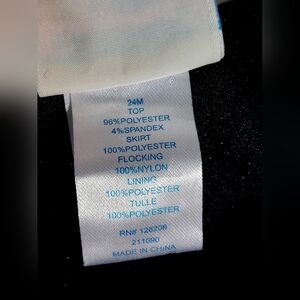 24M
TOP
96%POLYESTER
4%SPANDEX
SKIRT
100%POLYESTER
FLOCKING
100%NYLON
LINING
100%POLYESTER
TULLE
100%POLYESTER
RN# 126206
211090
MADE IN CHINA